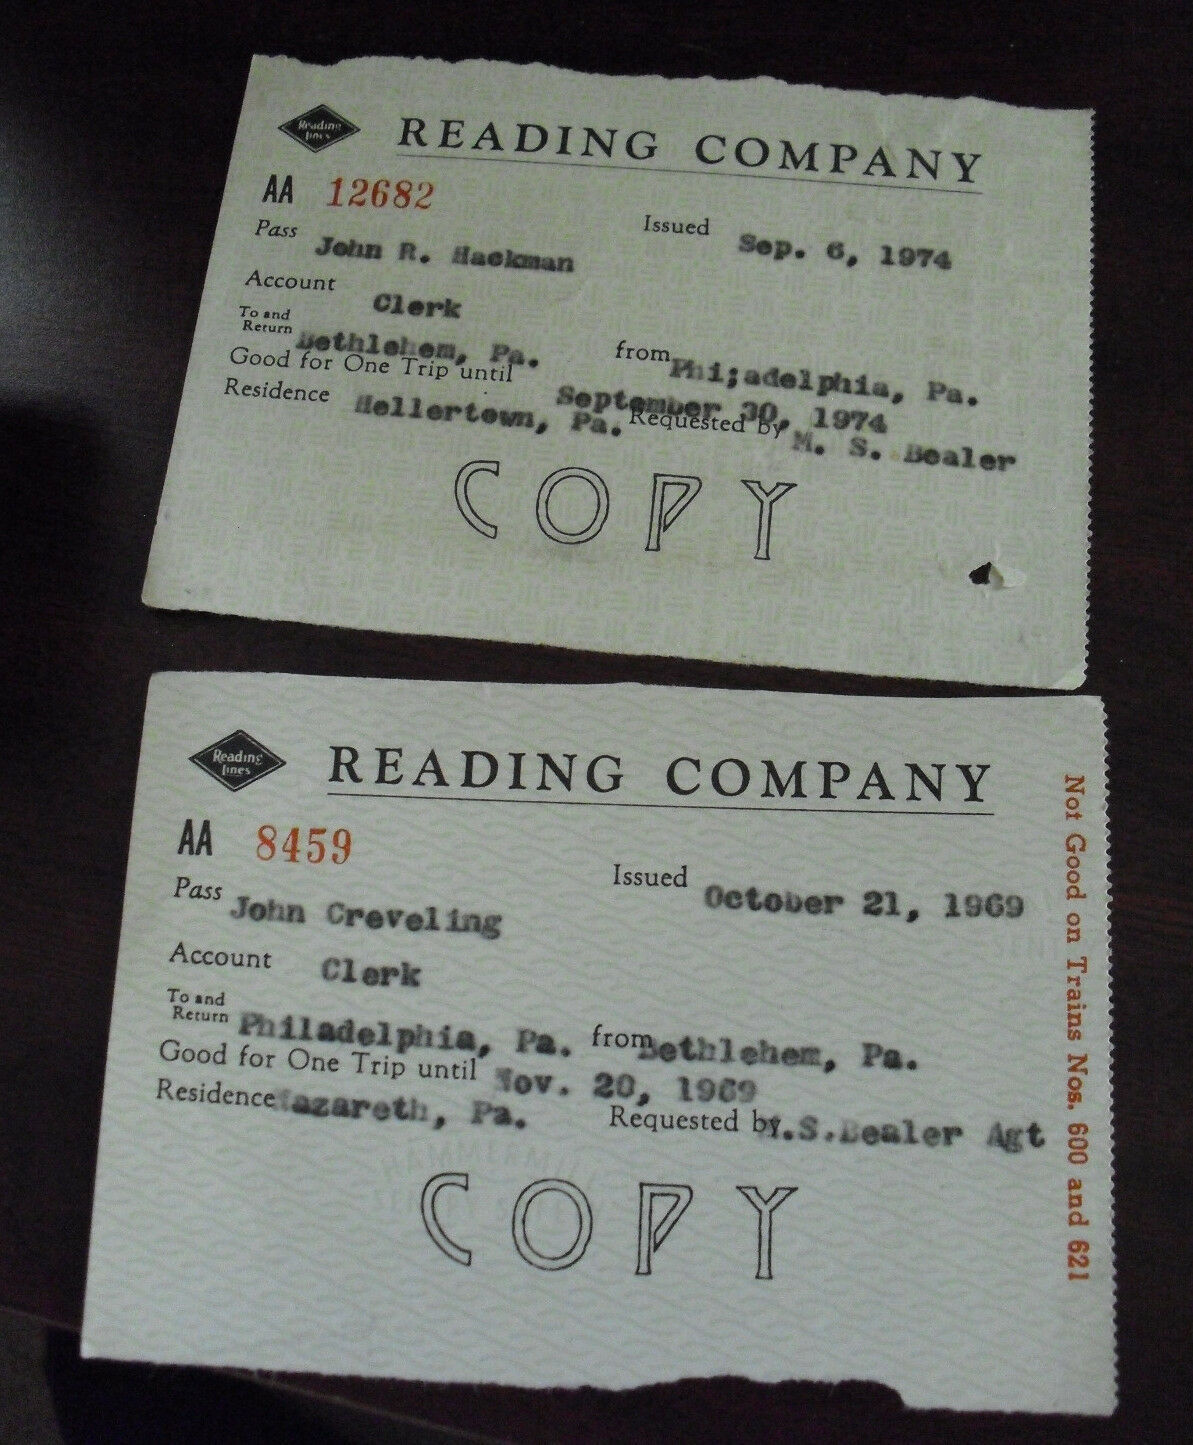 Reading Lines
READING COMPANY
AA 12682
Issued Sep. 6, 1974
Pass John R. Hackman
Account Clerk
To and Return Bethlehem, Pa. from Phi;adelphia, Pa.
Good for One Trip until September 30, 1974
Residence Hellertown, Pa. Requested by M. S. Bealer
COPY
Reading Lines
READING COMPANY
AA 8459
Issued October 21, 1969
Pass John Creveling
Account Clerk
To and Return Philadelphia, Pa. from Bethlehem, Pa.
Good for One Trip until Nov. 20, 1969
Residence Nazareth, Pa. Requested by M.S.Bealer Agt
COPY
Not Good on Trains Nos. 600 and 621